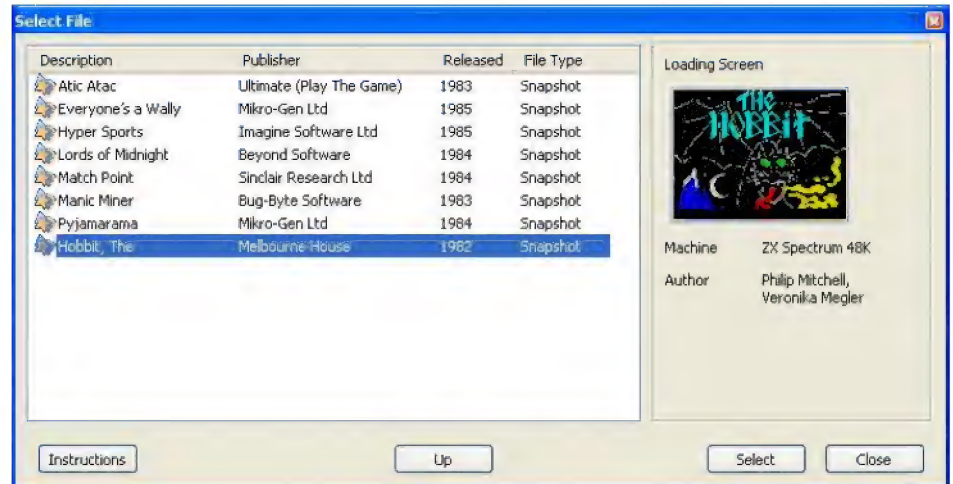 Select File
Description Publisher Released File Type
Atic Atac Ultimate (Play The Game) 1983 Snapshot
Everyone's a Wally Mikro-Gen Ltd 1985 Snapshot
Hyper Sports Imagine Software Ltd 1985 Snapshot
Lords of Midnight Beyond Software 1984 Snapshot
Match Point Sinclair Research Ltd 1984 Snapshot
Manic Miner Bug-Byte Software 1983 Snapshot
Pyjamarama Mikro-Gen Ltd 1984 Snapshot
Hobbit, The Melbourne House 1982 Snapshot
Loading Screen
THE
HOBBIT
Machine ZX Spectrum 48K
Author Philip Mitchell,
Veronika Megler
Instructions Up Select Close